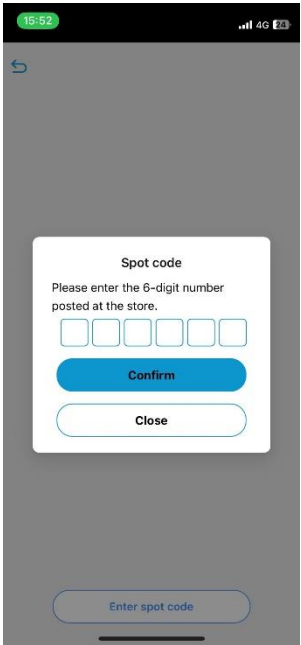 15:52
4G 24
Spot code
Please enter the 6-digit number
posted at the store.
Confirm
Close
Enter spot code